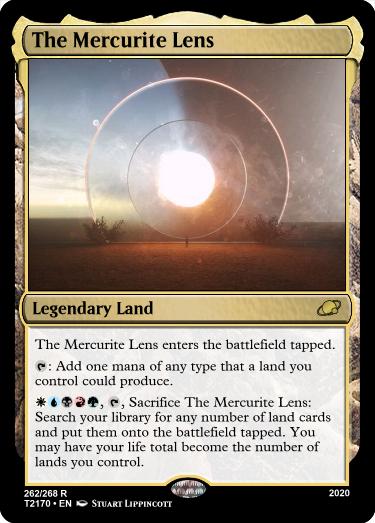 The Mercurite Lens
Legendary Land
The Mercurite Lens enters the battlefield tapped.
: Add one mana of any type that a land you
control could produce.
, , Sacrifice The Mercurite Lens:
Search your library for any number of land cards
and put them onto the battlefield tapped. You
may have your life total become the number of
lands you control.
262/268 R
2020
T2170 • EN Stuart Lippincott